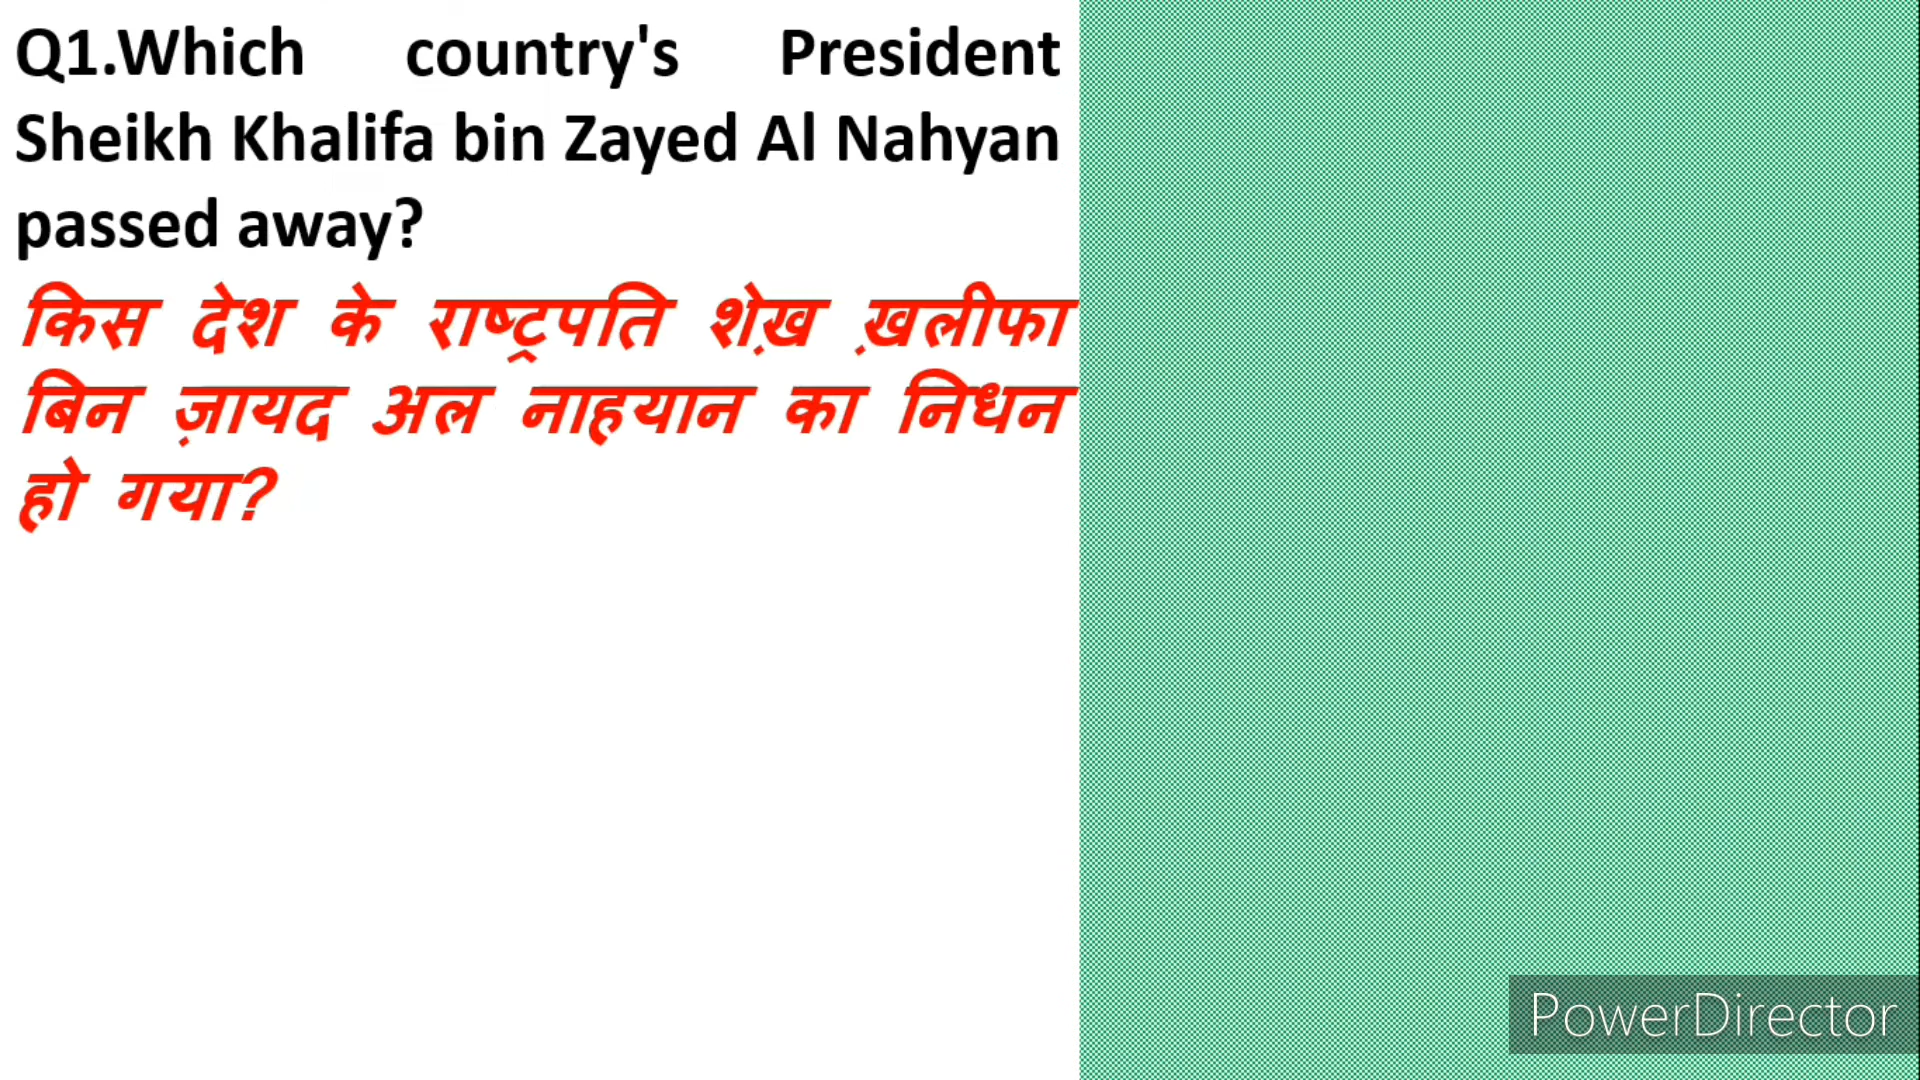 Q1.Which country's President
Sheikh Khalifa bin Zayed Al Nahyan
passed away?
किस देश के राष्ट्रपति शेख़ ख़लीफा
बिन ज़ायद अल नाहयान का निधन
हो गया?
PowerDirector